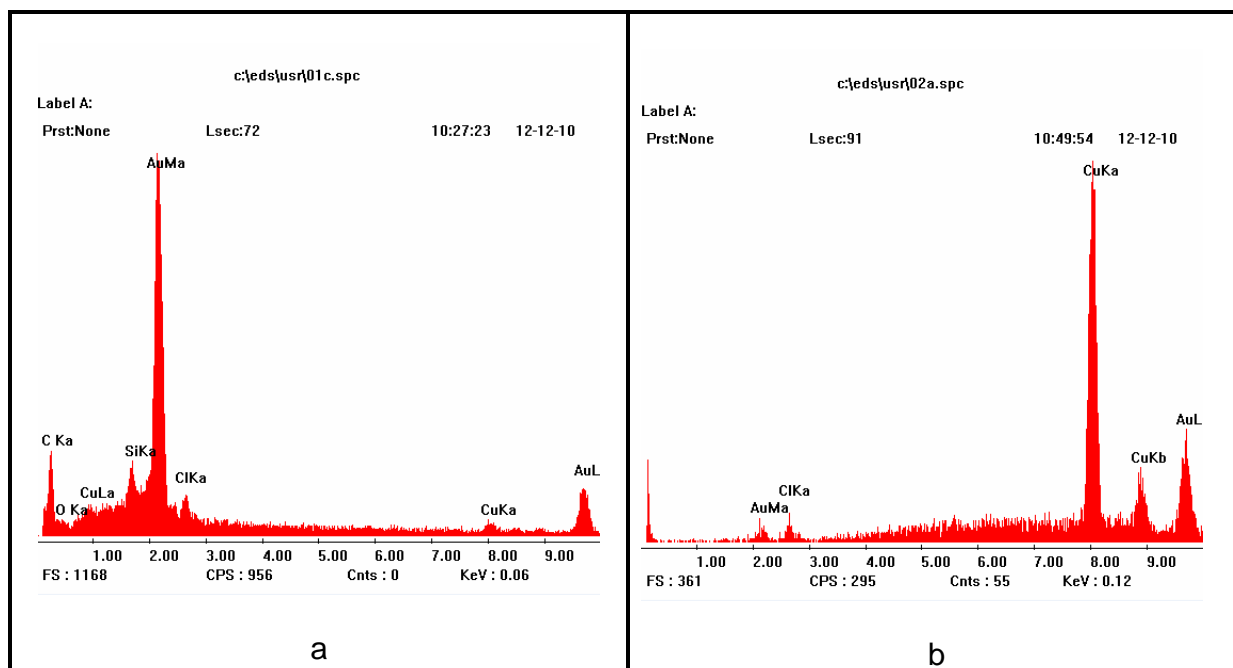 c:\eds\usr\01c.spc
Label A:
Prst:None Lsec:72 10:27:23 12-12-10
AuMa
C Ka
O Ka
CuLa
SiKa
ClKa
CuKa
AuL
1.00 2.00 3.00 4.00 5.00 6.00 7.00 8.00 9.00
FS : 1168 CPS : 956 Cnts : 0 KeV : 0.06
a
c:\eds\usr\02a.spc
Label A:
Prst:None Lsec:91 10:49:54 12-12-10
CuKa
AuMa
ClKa
CuKb
AuL
1.00 2.00 3.00 4.00 5.00 6.00 7.00 8.00 9.00
FS : 361 CPS : 295 Cnts : 55 KeV : 0.12
b